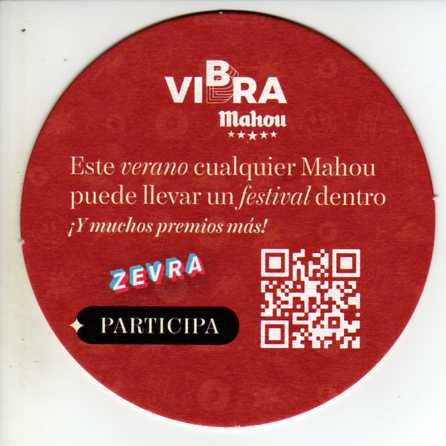 VIBRA
Mahou
Este verano cualquier Mahou
puede llevar un festival dentro
¡Y muchos premios más!
ZEVRA
PARTICIPA